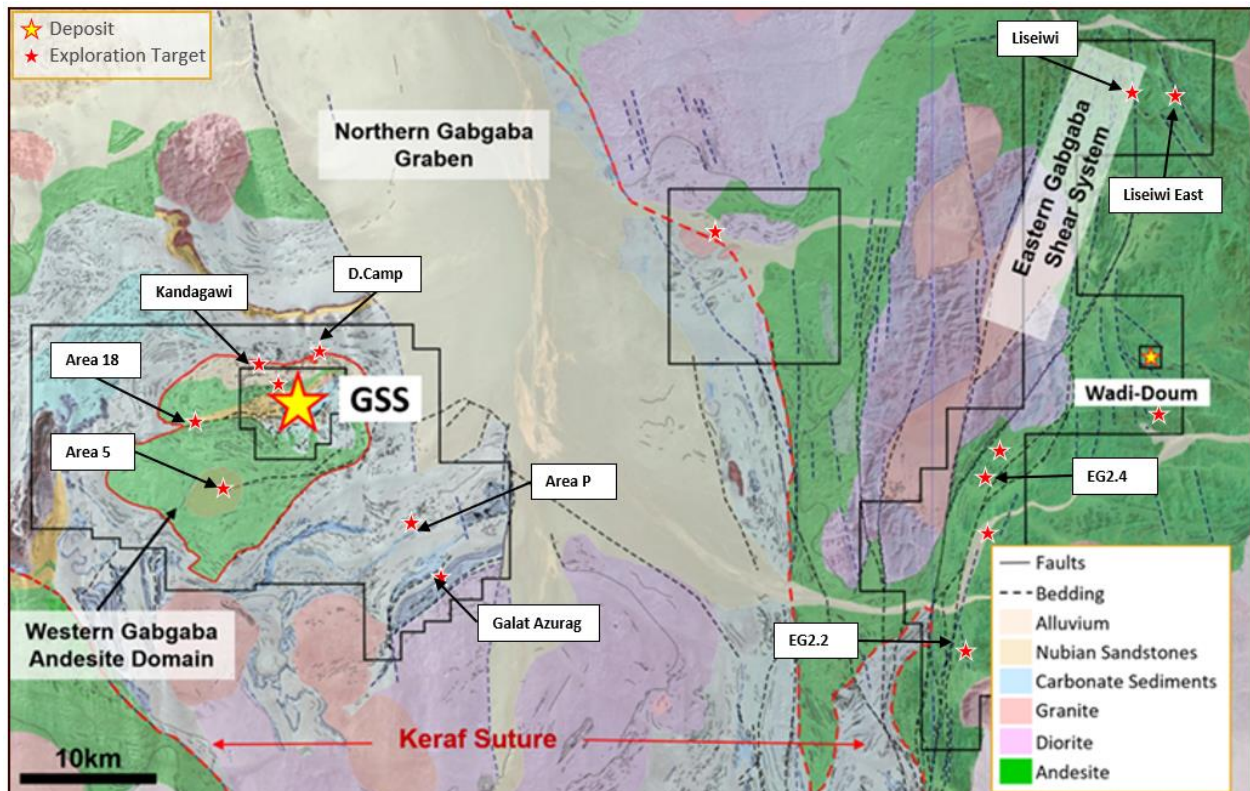 Deposit
Exploration Target
Northern Gabgaba
Graben
Liseiwi
Liseiwi East
Eastern Gabgaba
Shear System
D.Camp
Kandagawi
Area 18
GSS
Area 5
Wadi-Doum
Area P
EG2.4
Galat Azurag
EG2.2
Western Gabgaba
Andesite Domain
Keraf Suture
10km
Faults
Bedding
Alluvium
Nubian Sandstones
Carbonate Sediments
Granite
Diorite
Andesite